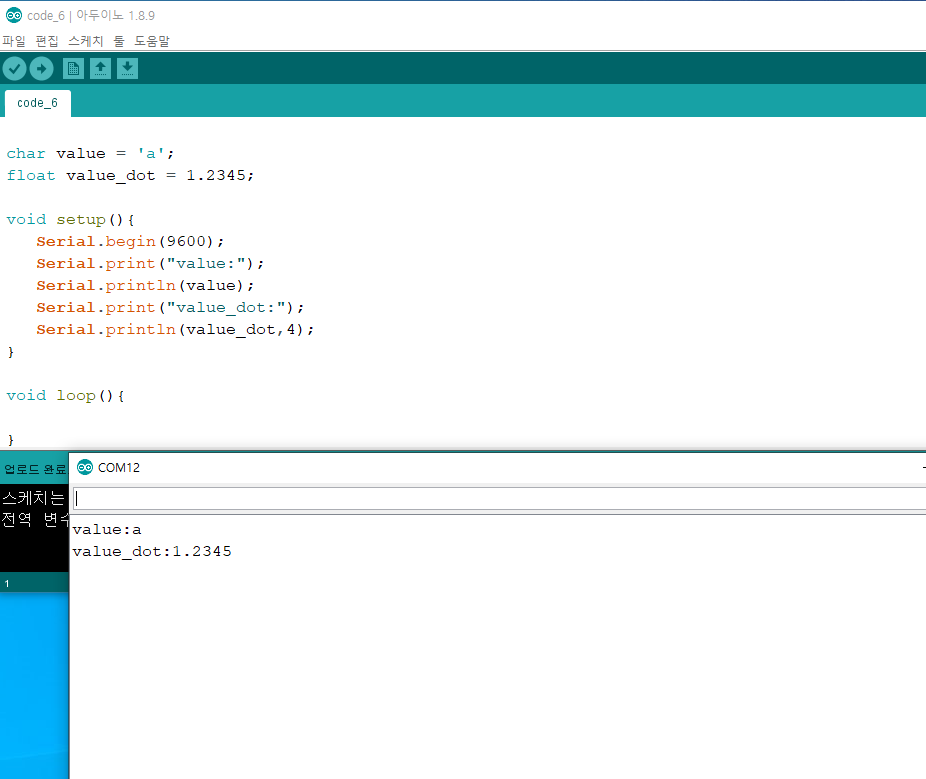 code_6 | 아두이노 1.8.9
파일 편집 스케치 툴 도움말
code_6
char value = 'a';
float value_dot = 1.2345;
void setup(){
Serial.begin(9600);
Serial.print("value:");
Serial.println(value);
Serial.print("value_dot:");
Serial.println(value_dot,4);
}
void loop(){
}
업로드 완료
COM12
스케치는
전역
value:a
value_dot:1.2345
1